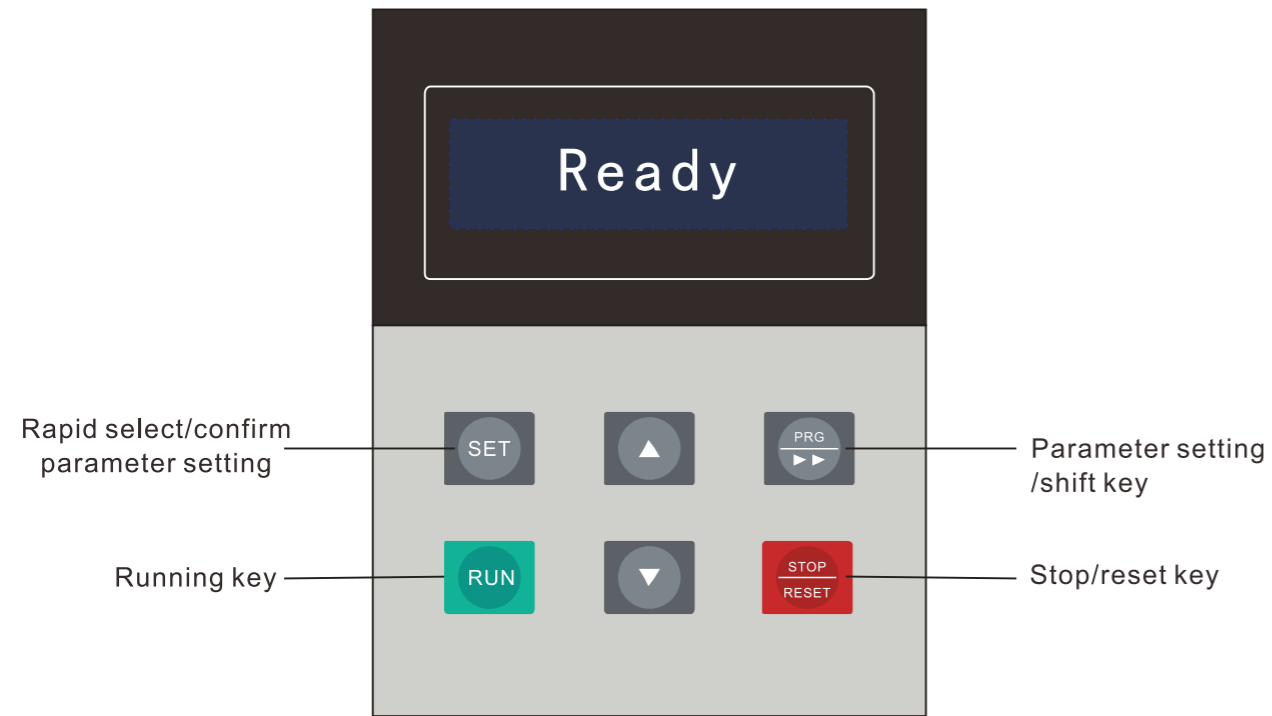 Ready
Rapid select/confirm
parameter setting
SET
PRG
Parameter setting
/shift key
Running key
RUN
STOP
RESET
Stop/reset key